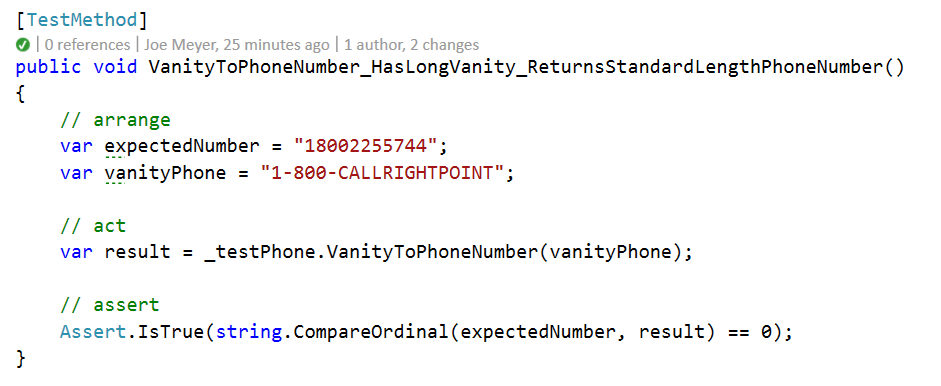 [TestMethod]
| 0 references | Joe Meyer, 25 minutes ago | 1 author, 2 changes
public void VanityToPhoneNumber_HasLongVanity_ReturnsStandardLengthPhoneNumber()
{
// arrange
var expectedNumber = "18002255744";
var vanityPhone = "1-800-CALLRIGHTPOINT";
// act
var result = _testPhone.VanityToPhoneNumber(vanityPhone);
// assert
Assert.IsTrue(string.CompareOrdinal(expectedNumber, result) == 0);
}